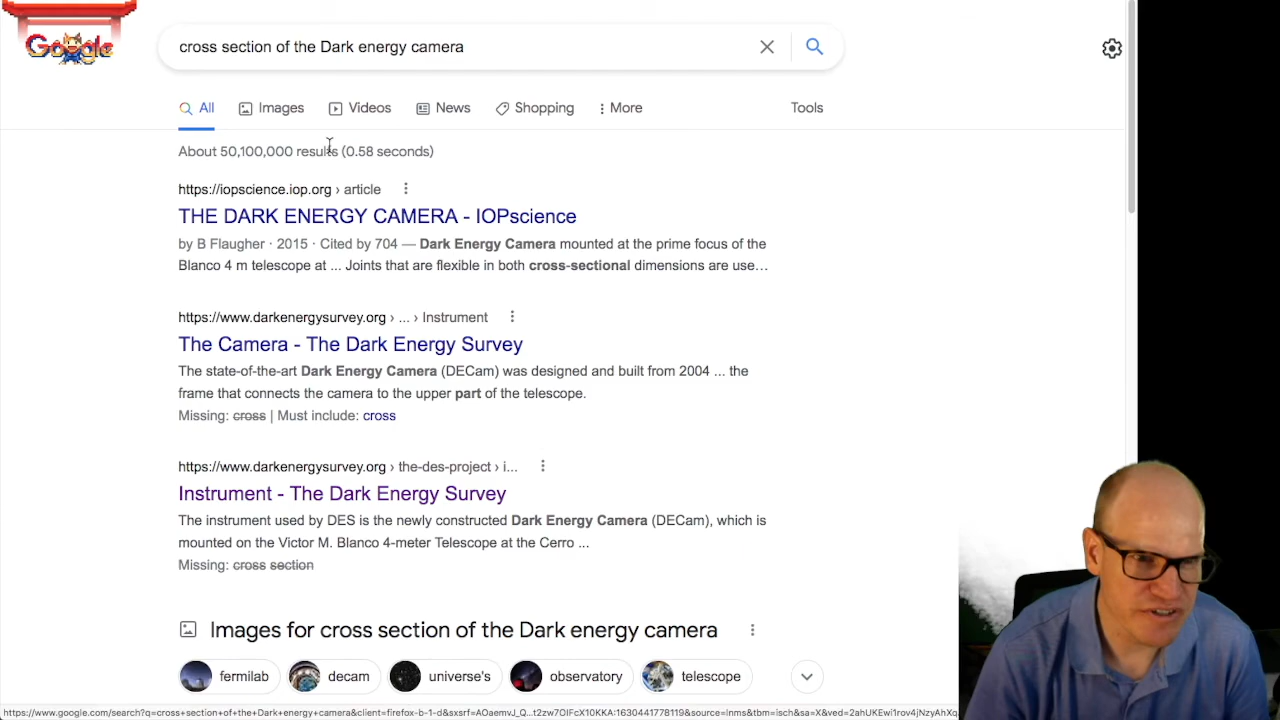 Google
cross section of the Dark energy camera
All Images Videos News Shopping More Tools
About 50,100,000 results (0.58 seconds)
https://iopscience.iop.org › article
THE DARK ENERGY CAMERA - IOPscience
by B Flaugher · 2015 · Cited by 704 — Dark Energy Camera mounted at the prime focus of the
Blanco 4 m telescope at ... Joints that are flexible in both cross-sectional dimensions are use...
https://www.darkenergysurvey.org › ... › Instrument
The Camera - The Dark Energy Survey
The state-of-the-art Dark Energy Camera (DECam) was designed and built from 2004 ... the
frame that connects the camera to the upper part of the telescope.
Missing: cross | Must include: cross
https://www.darkenergysurvey.org › the-des-project › i...
Instrument - The Dark Energy Survey
The instrument used by DES is the newly constructed Dark Energy Camera (DECam), which is
mounted on the Victor M. Blanco 4-meter Telescope at the Cerro ...
Missing: cross section
Images for cross section of the Dark energy camera
fermilab decam universe's observatory telescope